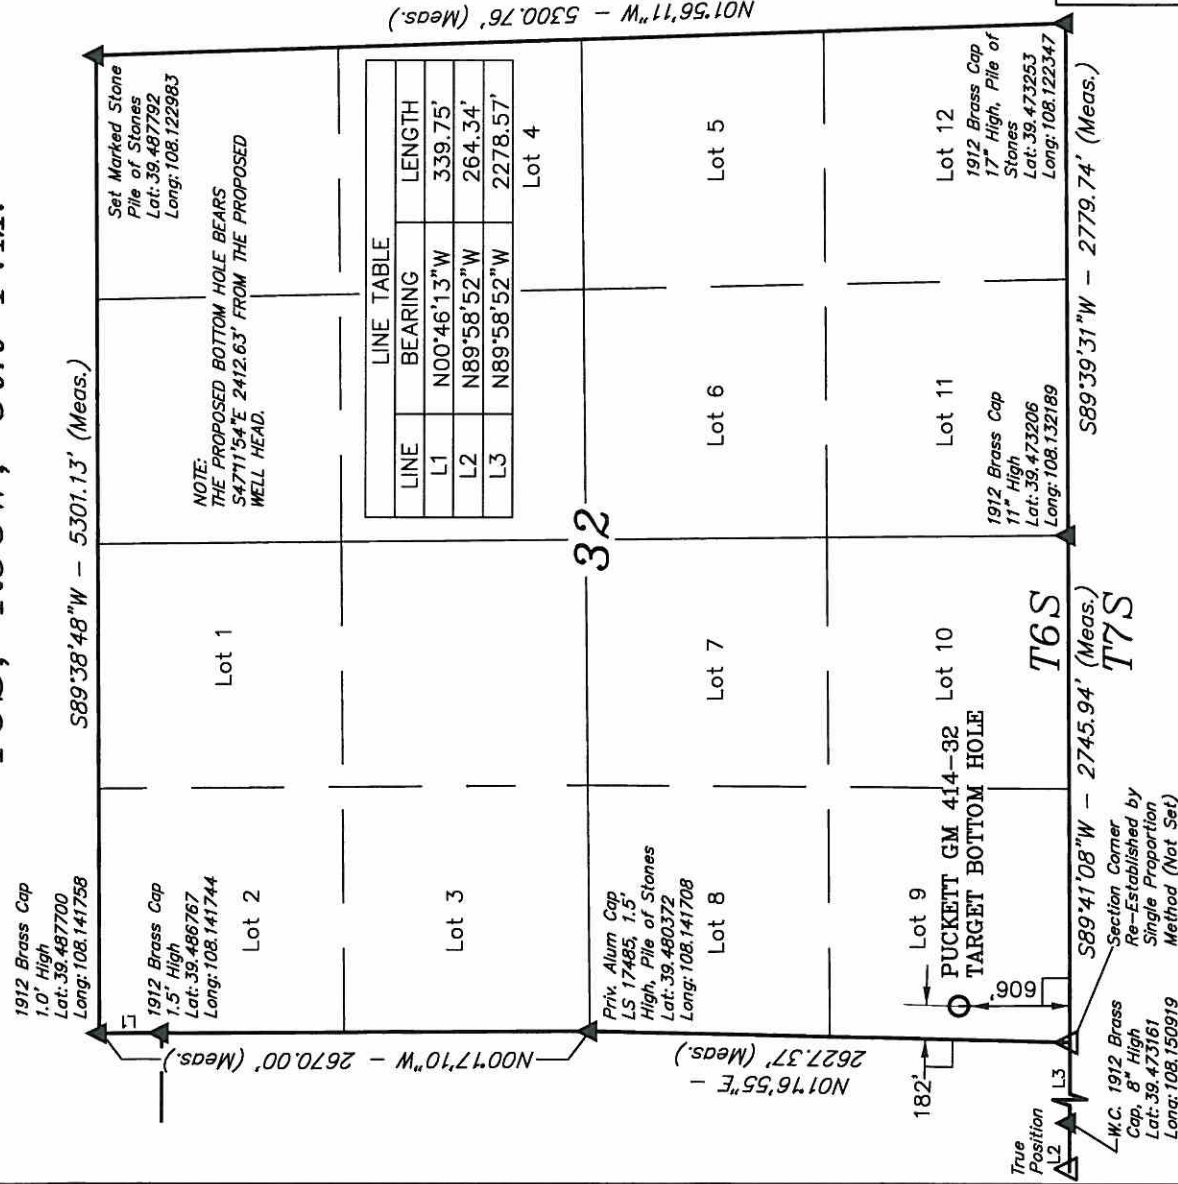 S89°38'48"W - 5301.13' (Meas.)
1912 Brass Cap
1.0' High
Lat: 39.487700
Long: 108.141758
L1
1912 Brass Cap
1.5' High
Lat: 39.486767
Long: 108.141744
Set Marked Stone
Pile of Stones
Lat: 39.487792
Long: 108.122983
NOTE:
THE PROPOSED BOTTOM HOLE BEARS
S47°11'54"E 2412.63' FROM THE PROPOSED
WELL HEAD.
Lot 1
Lot 2
Lot 3
LINE TABLE
LINE BEARING LENGTH
L1 N00°46'13"W 339.75'
L2 N89°58'52"W 264.34'
L3 N89°58'52"W 2278.57'
Lot 4
N00°17'10"W - 2670.00' (Meas.)
N01°56'11"W - 5300.76' (Meas.)
32
Priv. Alum Cap
LS 17485, 1.5'
High, Pile of Stones
Lat: 39.480372
Long: 108.141708
Lot 8
Lot 7
Lot 6
Lot 5
N01°16'55"E -
2627.37' (Meas.)
Lot 9
Lot 10
Lot 11
Lot 12
PUCKETT GM 414-32
TARGET BOTTOM HOLE
182'
606'
1912 Brass Cap
11" High
Lat: 39.473206
Long: 108.132189
1912 Brass Cap
17" High, Pile of
Stones
Lat: 39.473253
Long: 108.122347
True
Position
L2
L3
T6S
S89°41'08"W - 2745.94' (Meas.)
T7S
S89°39'31"W - 2779.74' (Meas.)
W.C. 1912 Brass
Cap, 8" High
Lat: 39.473161
Long: 108.150919
Section Corner
Re-Established by
Single Proportion
Method (Not Set)